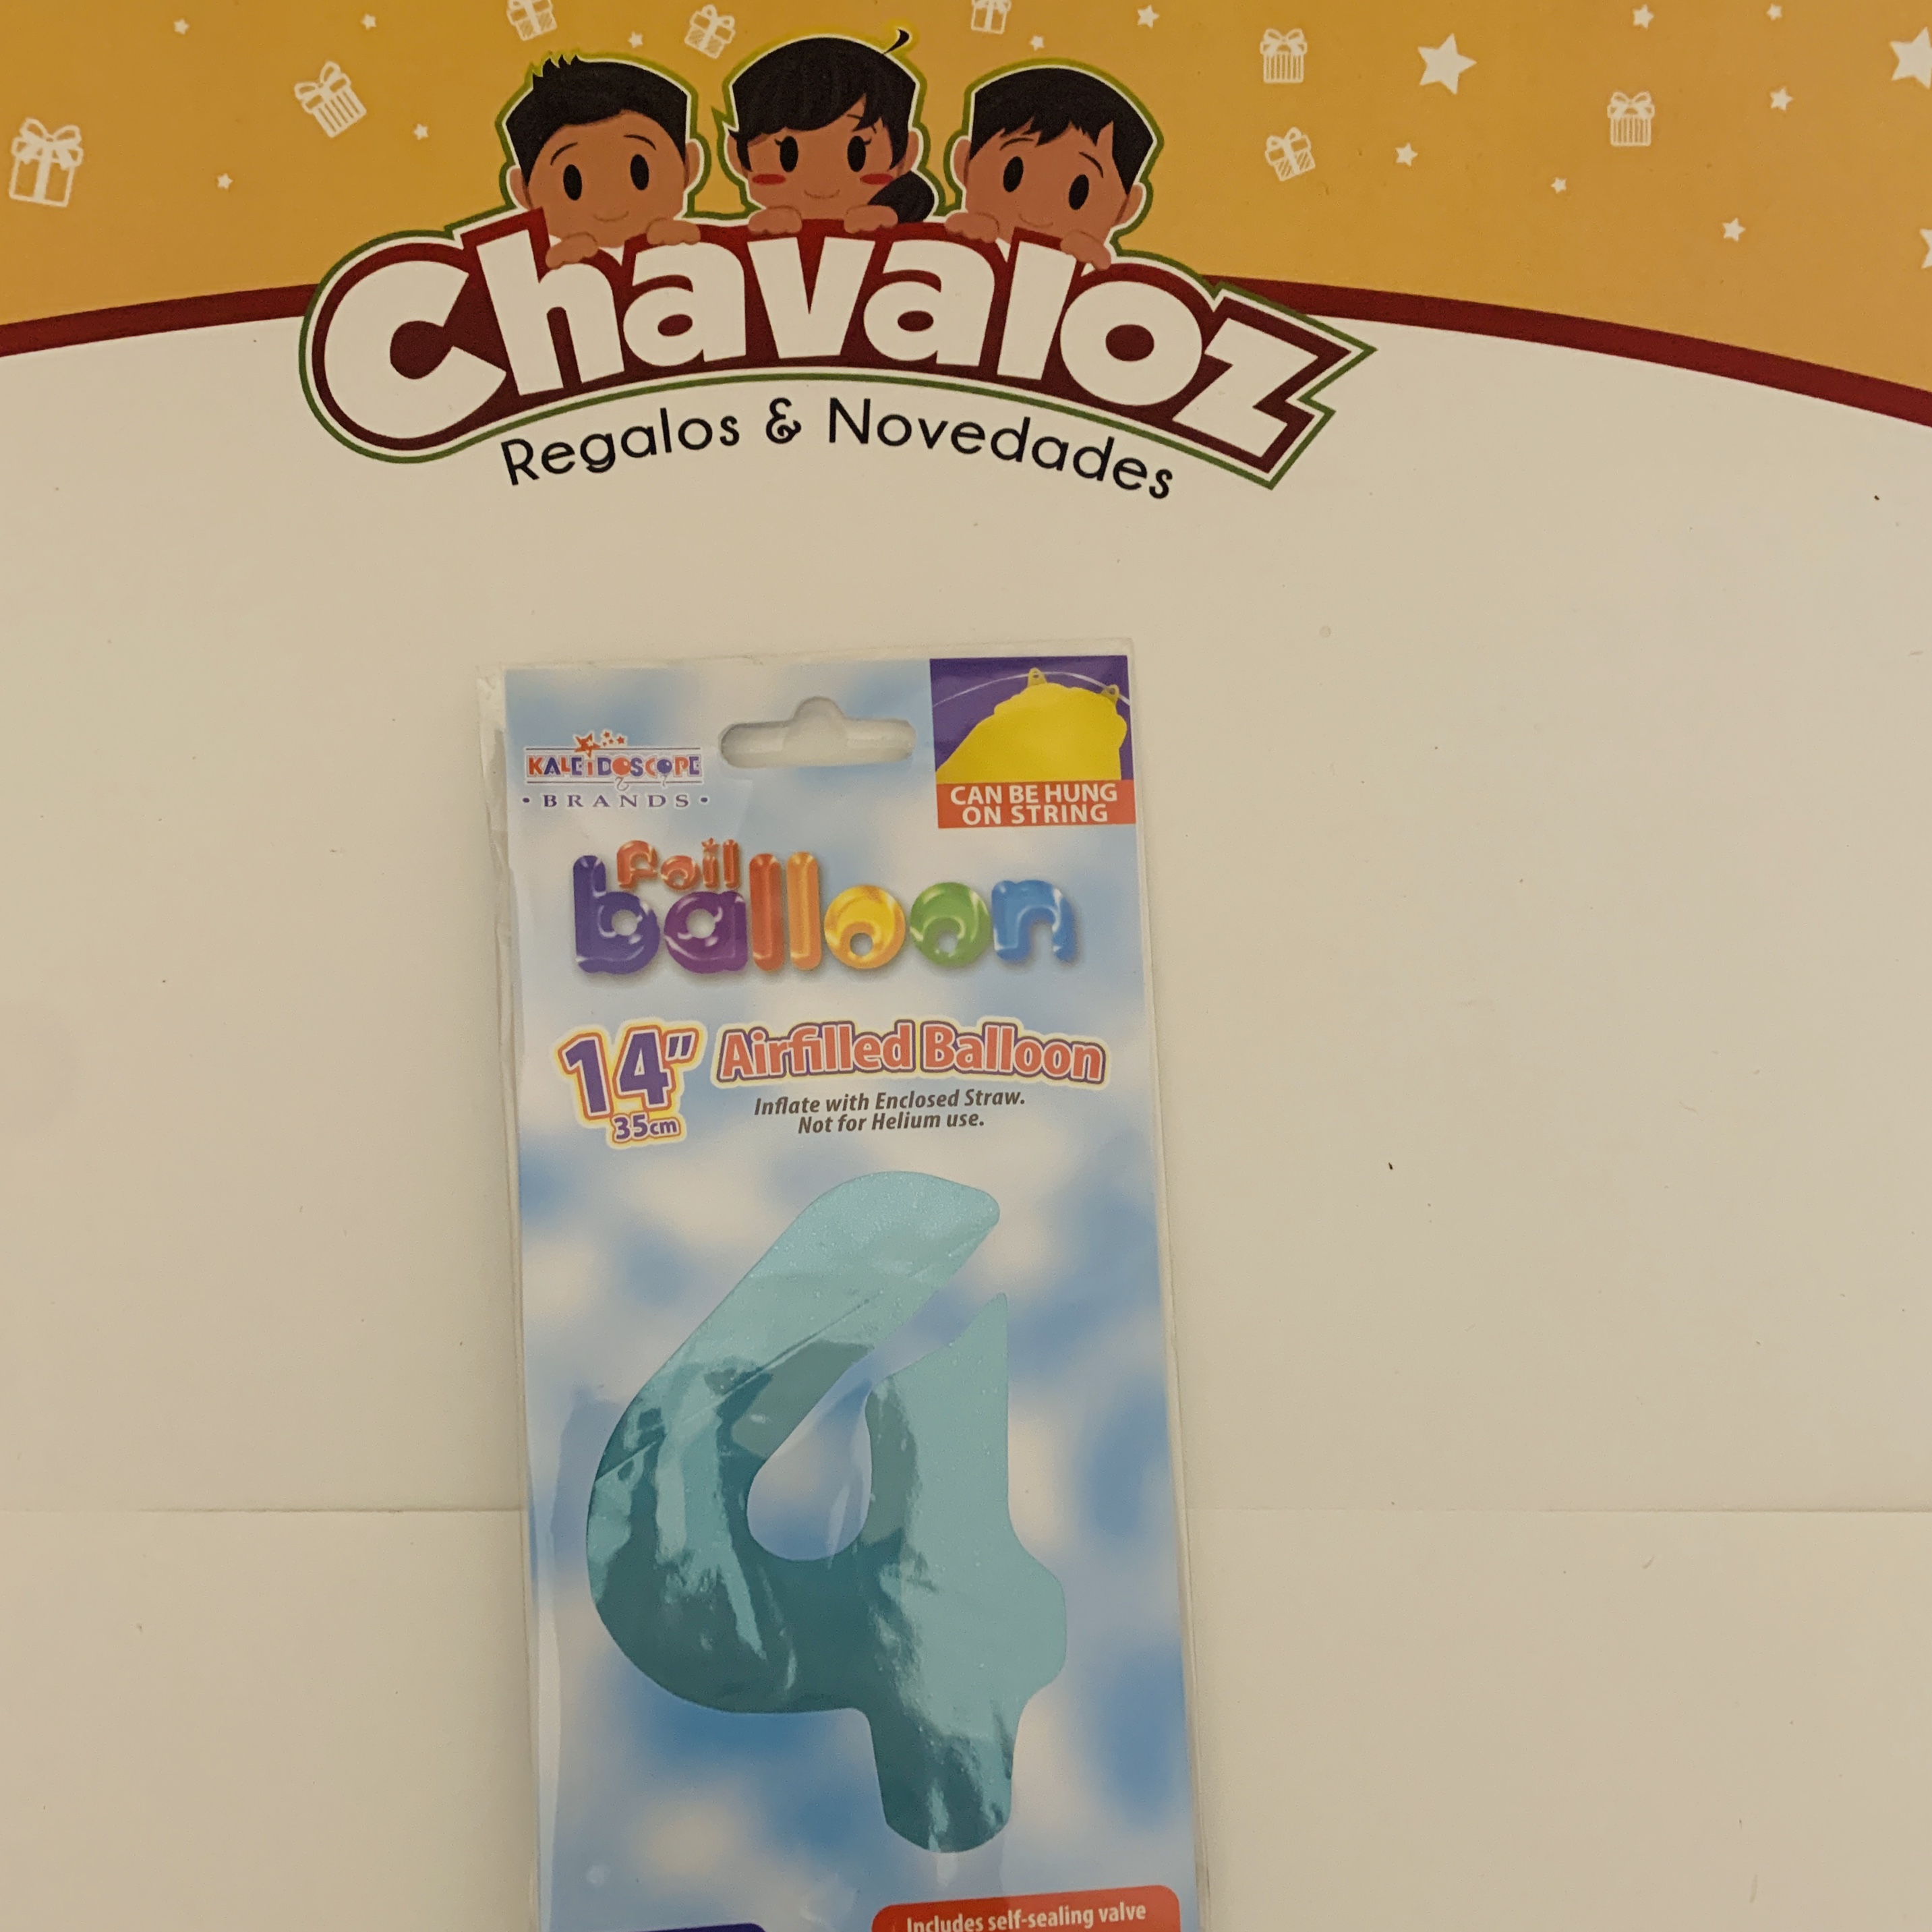 Chavaloz
Regalos & Novedades
KALEIDOSCOPE
• BRANDS •
CAN BE HUNG
ON STRING
foil
balloon
14" Airfilled Balloon
35cm
Inflate with Enclosed Straw.
Not for Helium use.
4
Includes self-sealing valve